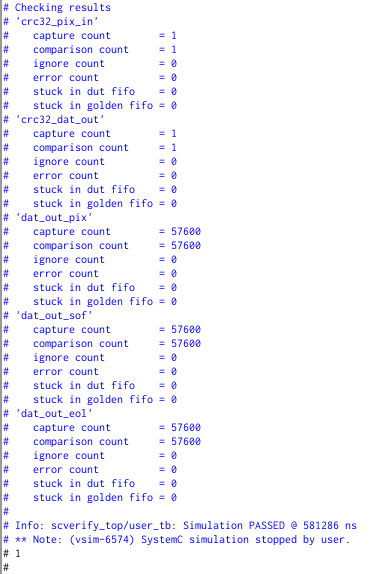 # Checking results
# 'crc32_pix_in'
#    capture count        = 1
#    comparison count     = 1
#    ignore count         = 0
#    error count          = 0
#    stuck in dut fifo    = 0
#    stuck in golden fifo = 0
# 'crc32_dat_out'
#    capture count        = 1
#    comparison count     = 1
#    ignore count         = 0
#    error count          = 0
#    stuck in dut fifo    = 0
#    stuck in golden fifo = 0
# 'dat_out_pix'
#    capture count        = 57600
#    comparison count     = 57600
#    ignore count         = 0
#    error count          = 0
#    stuck in dut fifo    = 0
#    stuck in golden fifo = 0
# 'dat_out_sof'
#    capture count        = 57600
#    comparison count     = 57600
#    ignore count         = 0
#    error count          = 0
#    stuck in dut fifo    = 0
#    stuck in golden fifo = 0
# 'dat_out_eol'
#    capture count        = 57600
#    comparison count     = 57600
#    ignore count         = 0
#    error count          = 0
#    stuck in dut fifo    = 0
#    stuck in golden fifo = 0
#
# Info: scverify_top/user_tb: Simulation PASSED @ 581286 ns
# ** Note: (vsim-6574) SystemC simulation stopped by user.
# 1
#